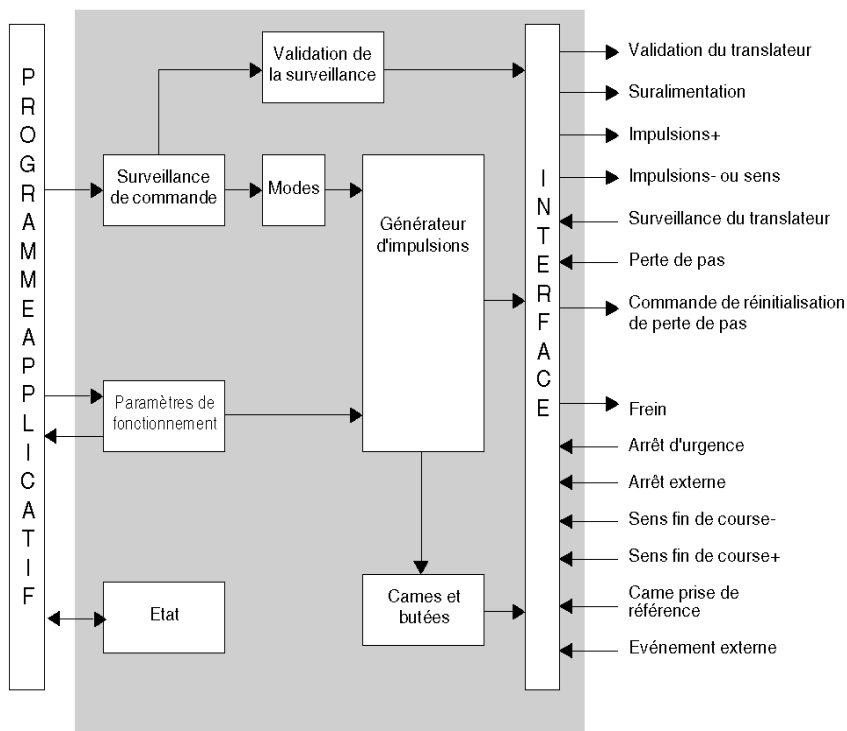 PROGRAMMEAPPLICATIF
Validation de
la surveillance
Surveillance
de commande
Modes
Générateur
d'impulsions
Paramètres de
fonctionnement
Etat
Cames et
butées
INTERFACE
Validation du translateur
Suralimentation
Impulsions+
Impulsions- ou sens
Surveillance du translateur
Perte de pas
Commande de réinitialisation
de perte de pas
Frein
Arrêt d'urgence
Arrêt externe
Sens fin de course-
Sens fin de course+
Came prise de
référence
Evénement externe